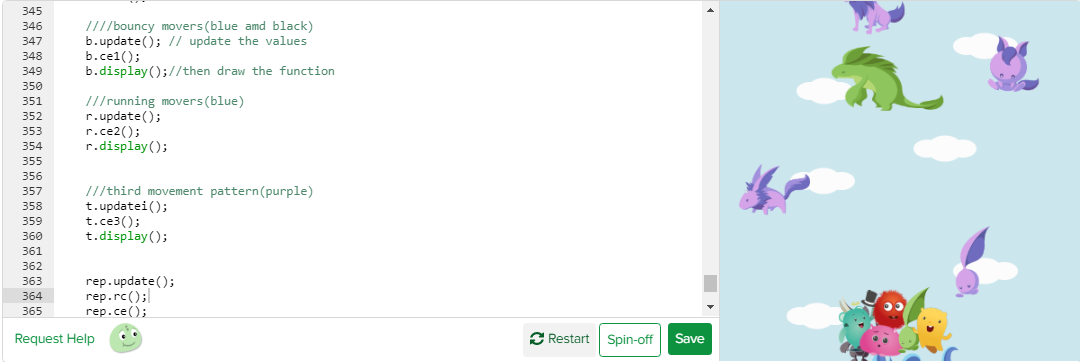 345
346 ////bouncy movers(blue amd black)
347 b.update(); // update the values
348 b.ce1();
349 b.display();//then draw the function
350
351 ///running movers(blue)
352 r.update();
353 r.ce2();
354 r.display();
355
356
357 ///third movement pattern(purple)
358 t.updatei();
359 t.ce3();
360 t.display();
361
362
363 rep.update();
364 rep.rc();
365 rep.ce();
Request Help
Restart
Spin-off
Save